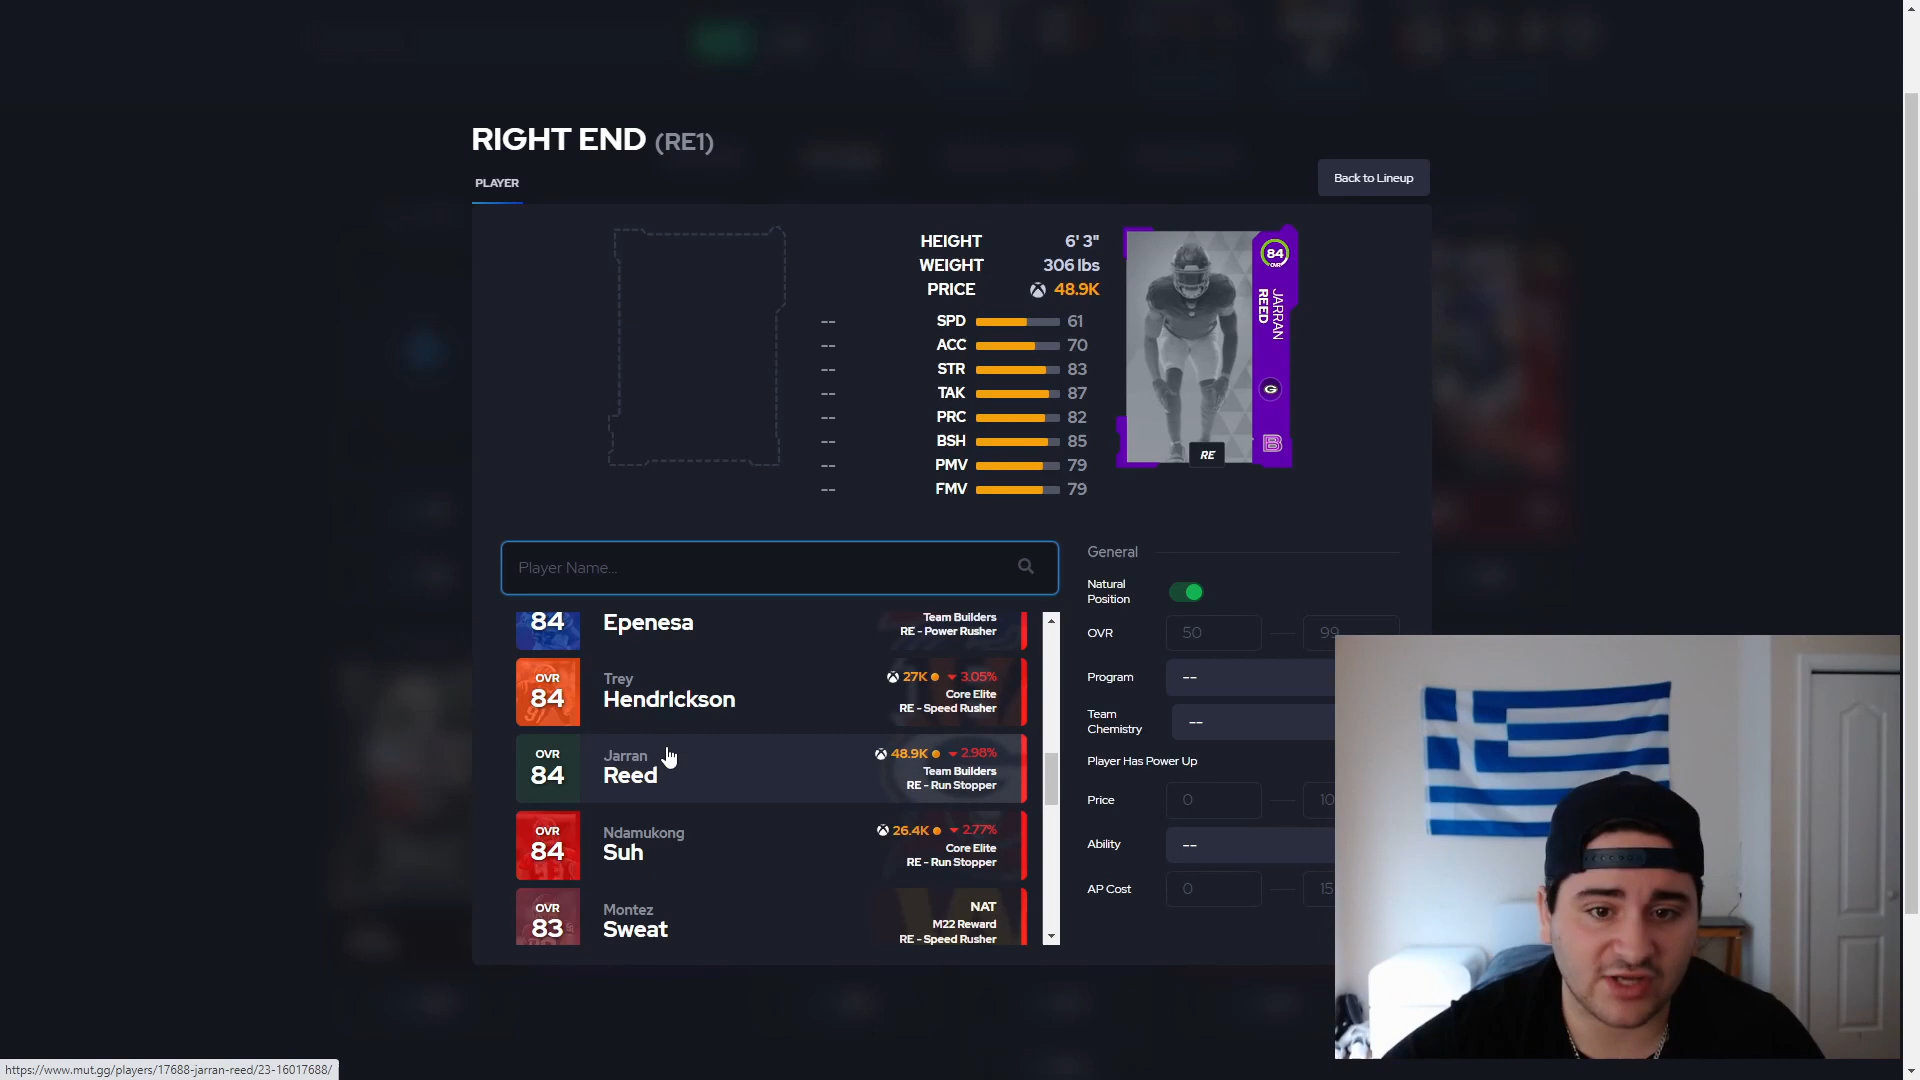 RIGHT END (RE1)
PLAYER
Back to Lineup
HEIGHT 6' 3"
WEIGHT 306 lbs
PRICE 48.9K
-- SPD 61
-- ACC 70
-- STR 83
-- TAK 87
-- PRC 82
-- BSH 85
-- PMV 79
-- FMV 79
84
OVR
JARRAN
REED
G
B
RE
Player Name...
84
Epenesa
Team Builders
RE - Power Rusher
OVR
84
Trey
Hendrickson
27K 3.05%
Core Elite
RE - Speed Rusher
OVR
84
Jarran
Reed
48.9K 2.98%
Team Builders
RE - Run Stopper
OVR
84
Ndamukong
Suh
26.4K 2.77%
Core Elite
RE - Run Stopper
OVR
83
Montez
Sweat
NAT
M22 Reward
RE - Speed Rusher
General
Natural
Position
OVR 50 — 99
Program --
Team
Chemistry --
Player Has Power Up
Price 0 — 10
Ability --
AP Cost 0 — 15
https://www.mut.gg/players/17688-jarran-reed/23-16017688/